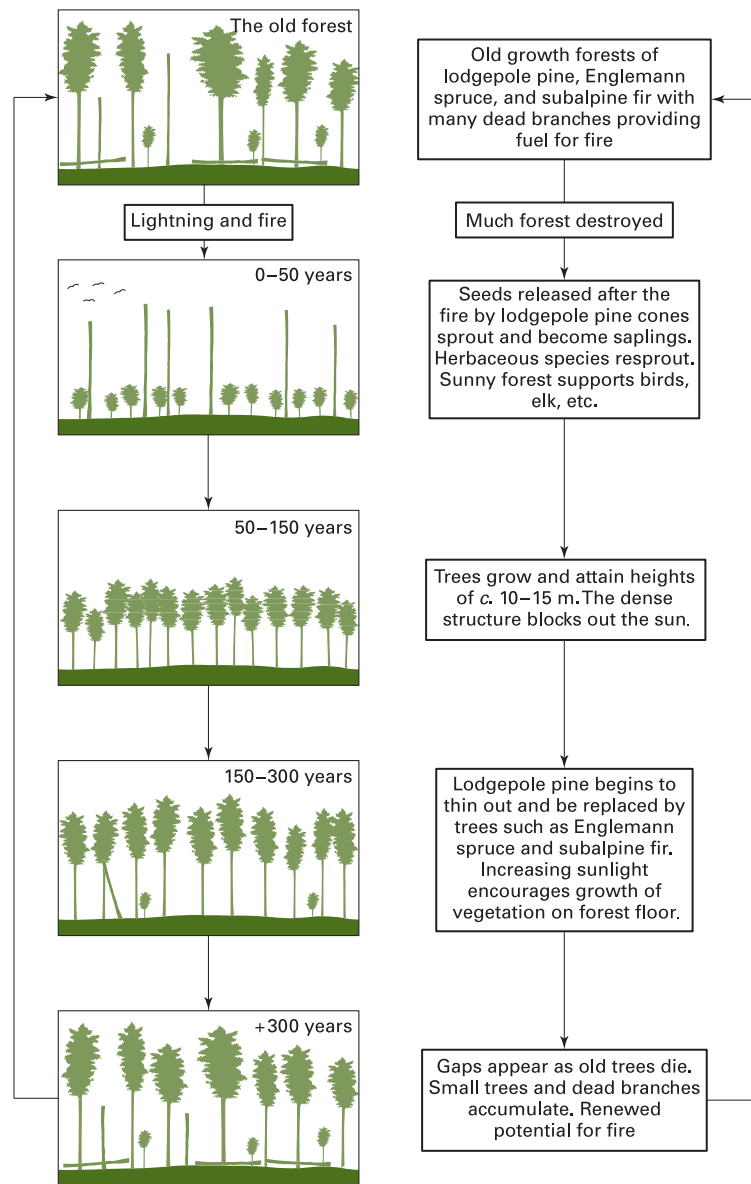 The old forest
Old growth forests of
lodgepole pine, Englemann
spruce, and subalpine fir with
many dead branches providing
fuel for fire
Lightning and fire
Much forest destroyed
0–50 years
Seeds released after the
fire by lodgepole pine cones
sprout and become saplings.
Herbaceous species resprout.
Sunny forest supports birds,
elk, etc.
50–150 years
Trees grow and attain heights
of c. 10–15 m. The dense
structure blocks out the sun.
150–300 years
Lodgepole pine begins to
thin out and be replaced by
trees such as Englemann
spruce and subalpine fir.
Increasing sunlight
encourages growth of
vegetation on forest floor.
+300 years
Gaps appear as old trees die.
Small trees and dead branches
accumulate. Renewed
potential for fire